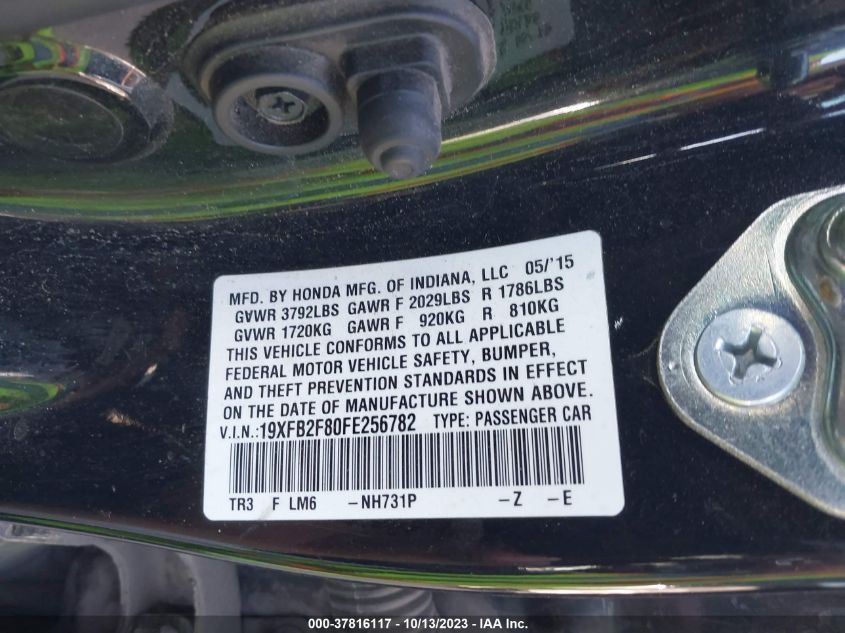 MFD. BY HONDA MFG. OF INDIANA, LLC 05/'15
GVWR 3792LBS GAWR F 2029LBS R 1786LBS
GVWR 1720KG GAWR F 920KG R 810KG
THIS VEHICLE CONFORMS TO ALL APPLICABLE
FEDERAL MOTOR VEHICLE SAFETY, BUMPER,
AND THEFT PREVENTION STANDARDS IN EFFECT
ON THE DATE OF MANUFACTURE SHOWN ABOVE.
V.I.N.:19XFB2F80FE256782 TYPE: PASSENGER CAR
TR3 F LM6 -NH731P -Z -E
000-37816117 - 10/13/2023 - IAA Inc.